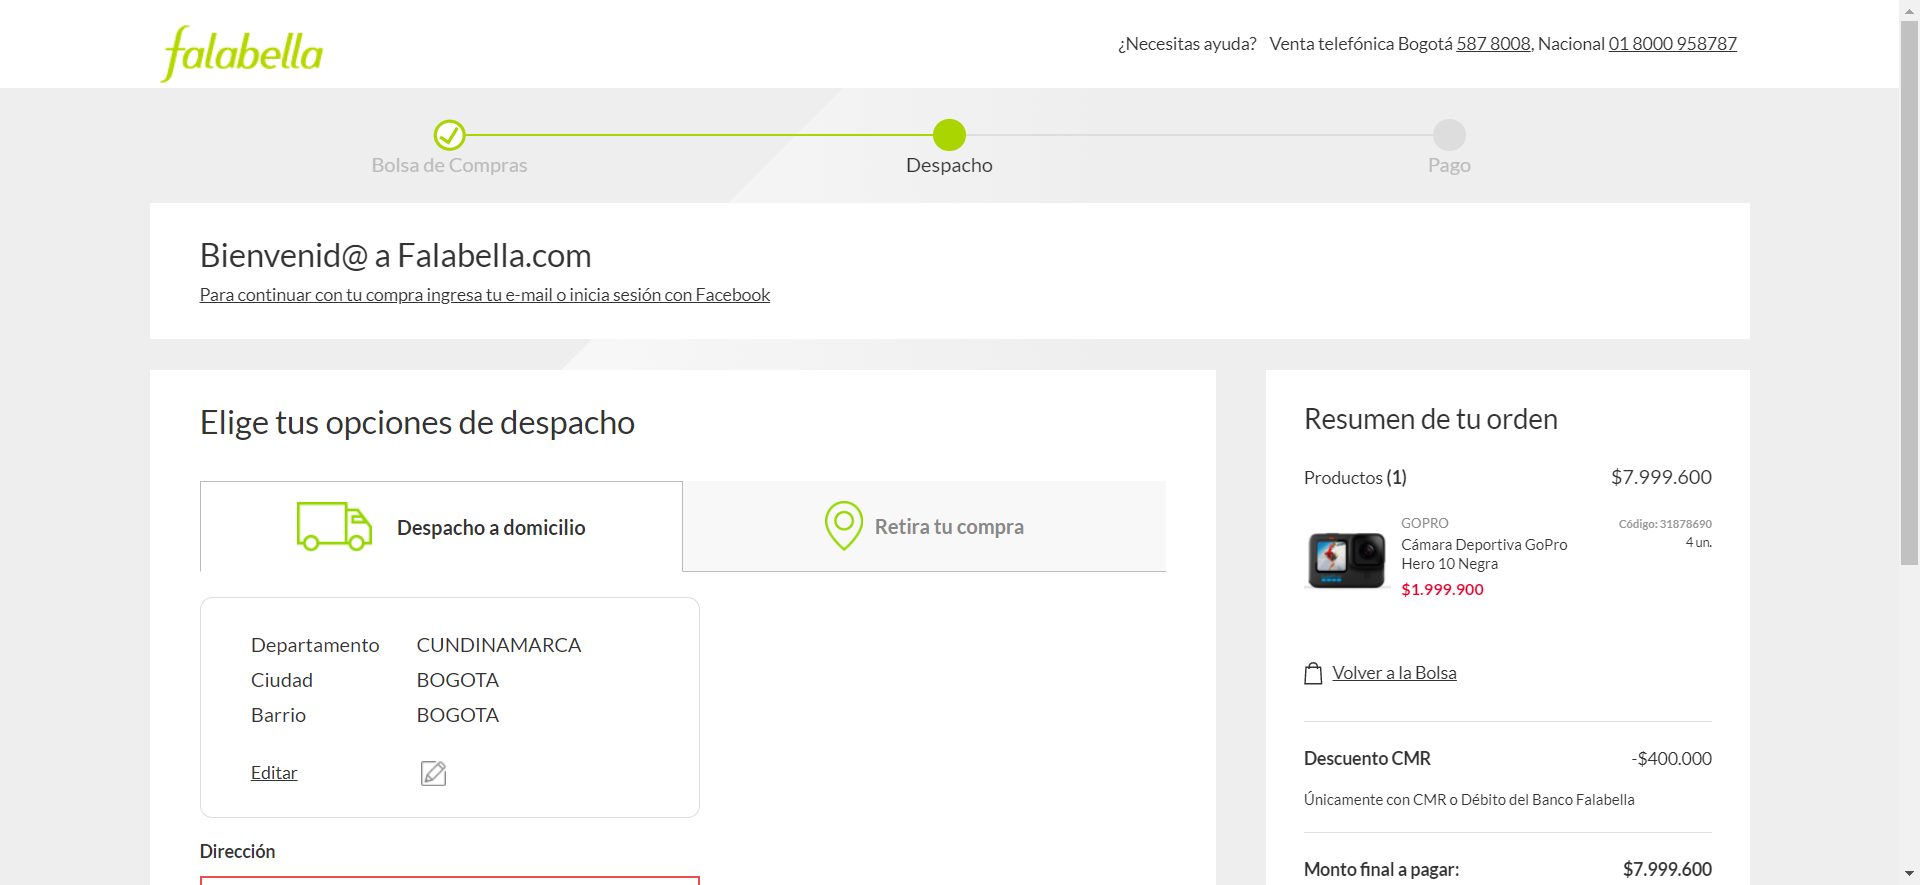 falabella
¿Necesitas ayuda? Venta telefónica Bogotá 587 8008, Nacional 01 8000 958787
Bolsa de Compras
Despacho
Pago
Bienvenid@ a Falabella.com
Para continuar con tu compra ingresa tu e-mail o inicia sesión con Facebook
Elige tus opciones de despacho
Despacho a domicilio
Retira tu compra
Departamento CUNDINAMARCA
Ciudad BOGOTA
Barrio BOGOTA
Editar
Dirección
Resumen de tu orden
Productos (1) $7.999.600
GOPRO Código: 31878690
Cámara Deportiva GoPro 4 un.
Hero 10 Negra
$1.999.900
Volver a la Bolsa
Descuento CMR -$400.000
Únicamente con CMR o Débito del Banco Falabella
Monto final a pagar: $7.999.600